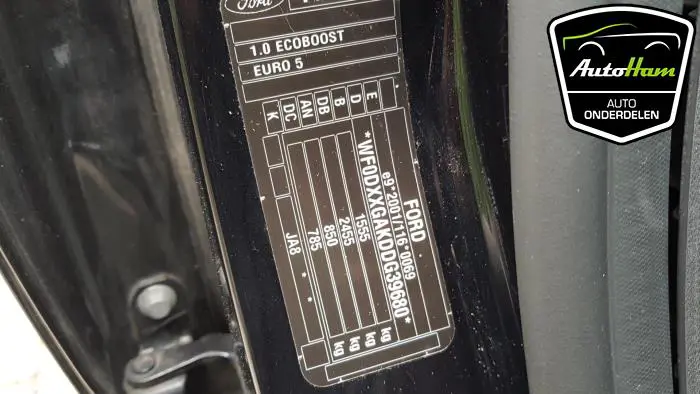 Ford
1.0 ECOBOOST
EURO 5
FORD
e9*2001/116*0069
*WF0DXXGAKDDG39680*
1555 kg
2455 kg
850 kg
785 kg
E
D
B
DB
AN
DC
K
* *
JA8
AutoHam
AUTO
ONDERDELEN